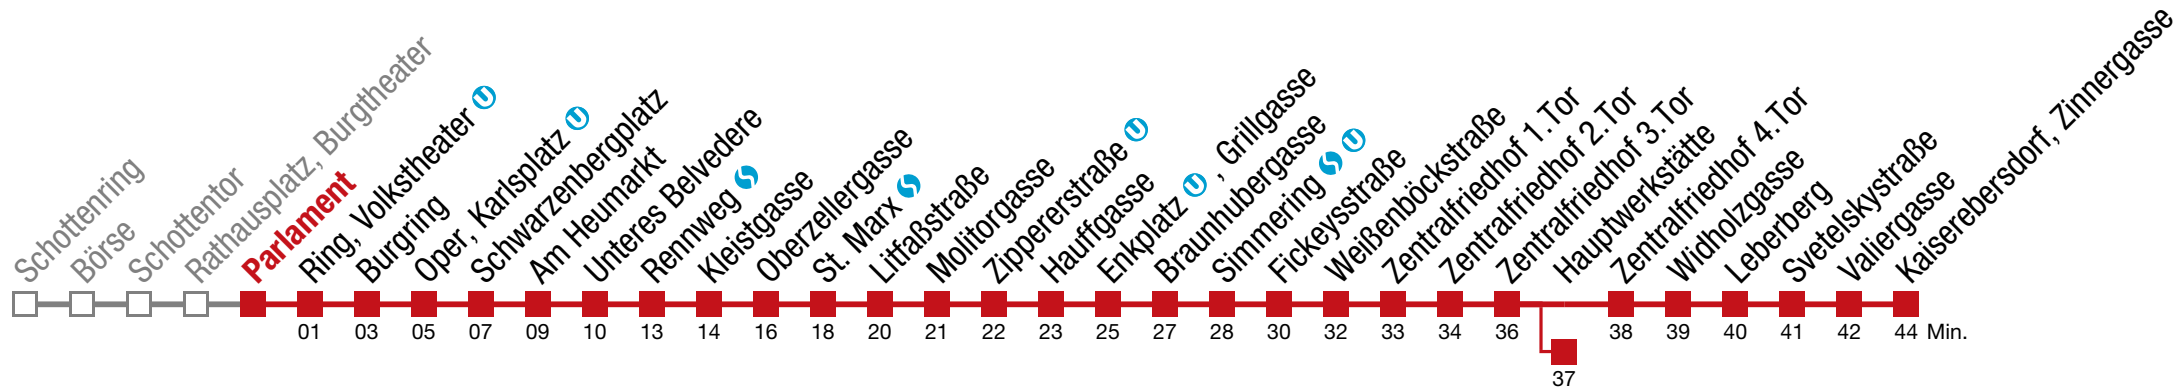 Schottenring
Börse
Schottentor
Rathausplatz, Burgtheater
Parlament
Ring, Volkstheater U
Burgring
Oper, Karlsplatz U
Schwarzenbergplatz
Am Heumarkt
Unteres Belvedere
Rennweg S
Kleistgasse
Oberzellergasse
St. Marx S
Litfaßstraße
Molitorgasse
Zippererstraße U
Hauffgasse
Enkplatz U , Grillgasse
Braunhubergasse
Simmering S U
Fickeysstraße
Weißenböckstraße
Zentralfriedhof 1.Tor
Zentralfriedhof 2.Tor
Zentralfriedhof 3.Tor
Hauptwerkstätte
Zentralfriedhof 4.Tor
Widholzgasse
Leberberg
Svetelskystraße
Valiergasse
Kaiserebersdorf, Zinnergasse
01 03 05 07 09 10 13 14 16 18 20 21 22 23 25 27 28 30 32 33 34 36 38 39 40 41 42 44 Min.
37